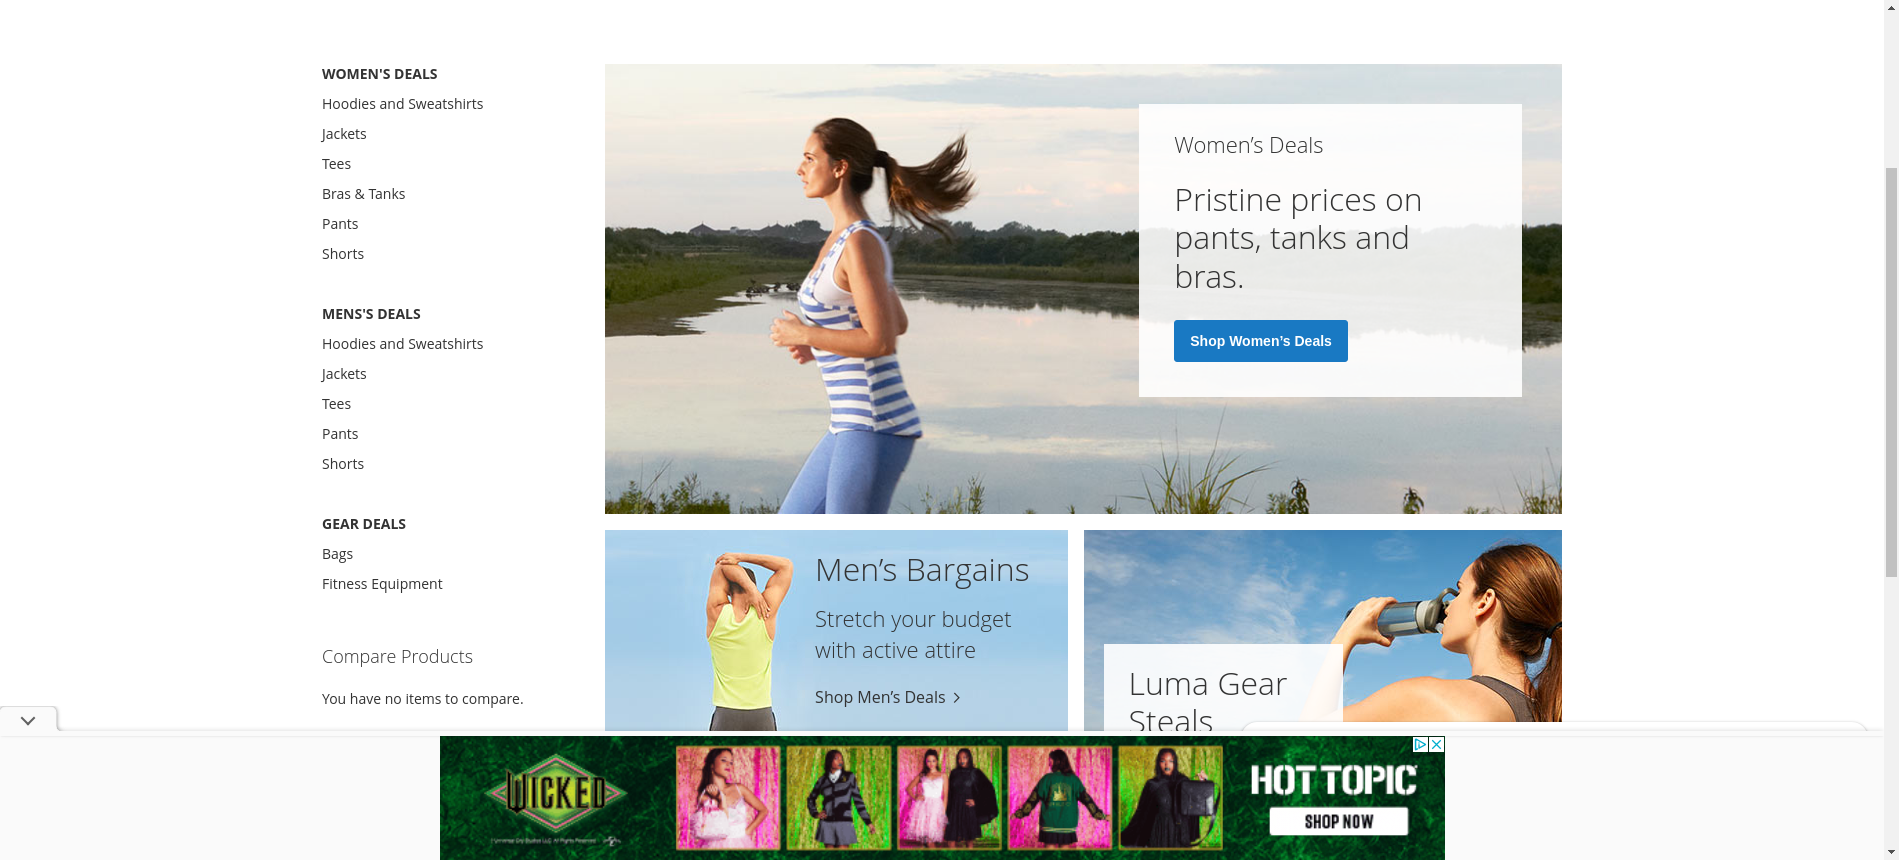 WOMEN'S DEALS
Hoodies and Sweatshirts
Jackets
Tees
Bras & Tanks
Pants
Shorts
MENS'S DEALS
Hoodies and Sweatshirts
Jackets
Tees
Pants
Shorts
GEAR DEALS
Bags
Fitness Equipment
Compare Products
You have no items to compare.
Women’s Deals
Pristine prices on
pants, tanks and
bras.
Shop Women’s Deals
Men’s Bargains
Stretch your budget
with active attire
Shop Men’s Deals
Luma Gear
Steals
WICKED
HOT TOPIC
SHOP NOW